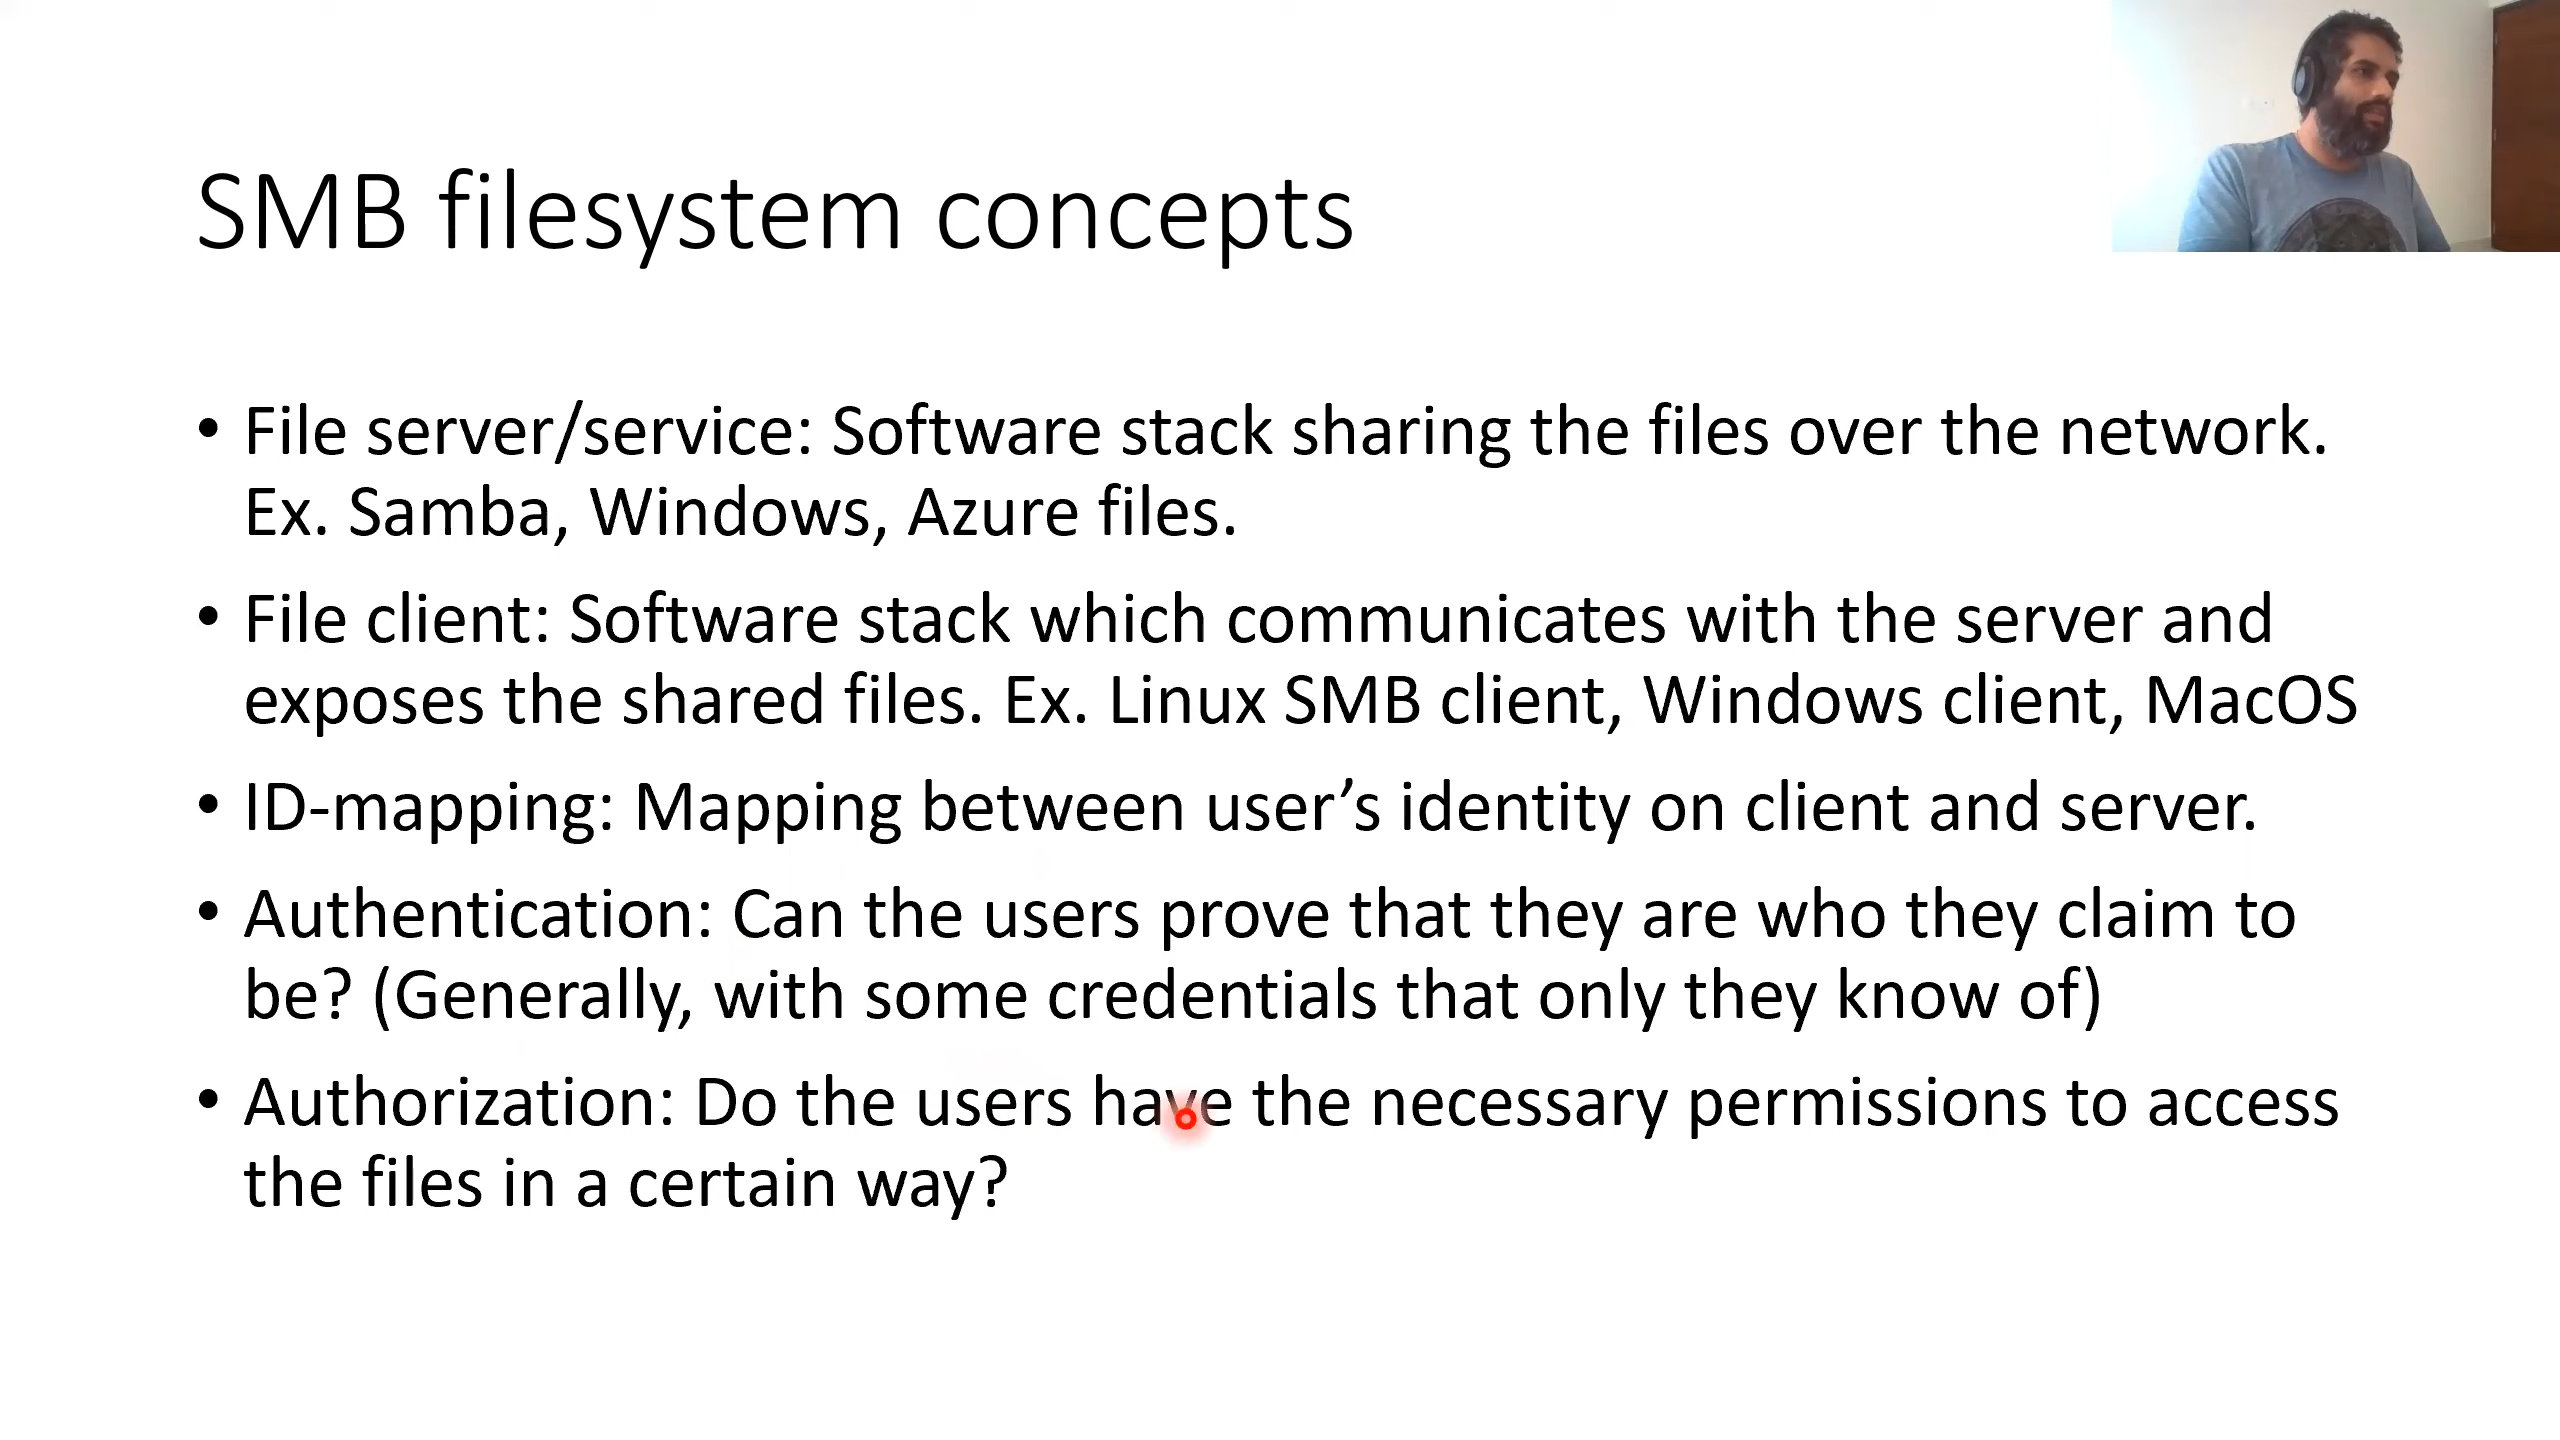 SMB filesystem concepts
• File server/service: Software stack sharing the files over the network.
Ex. Samba, Windows, Azure files.
• File client: Software stack which communicates with the server and
exposes the shared files. Ex. Linux SMB client, Windows client, MacOS
• ID-mapping: Mapping between user’s identity on client and server.
• Authentication: Can the users prove that they are who they claim to
be? (Generally, with some credentials that only they know of)
• Authorization: Do the users have the necessary permissions to access
the files in a certain way?